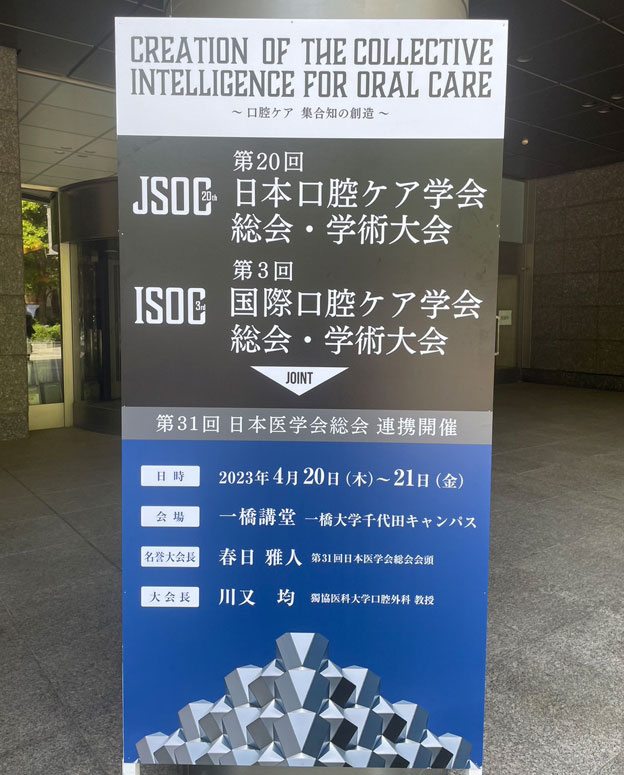 CREATION OF THE COLLECTIVE
INTELLIGENCE FOR ORAL CARE
～ 口腔ケア 集合知の創造 ～
第20回
JSOC 20th 日本口腔ケア学会
総会・学術大会
第3回
ISOC 3rd 国際口腔ケア学会
総会・学術大会
JOINT
第31回 日本医学会総会 連携開催
日 時 2023年4月20日（木）～21日（金）
会 場 一橋講堂 一橋大学千代田キャンパス
名誉大会長 春日 雅人 第31回日本医学会総会会頭
大会長 川又 均 獨協医科大学口腔外科 教授